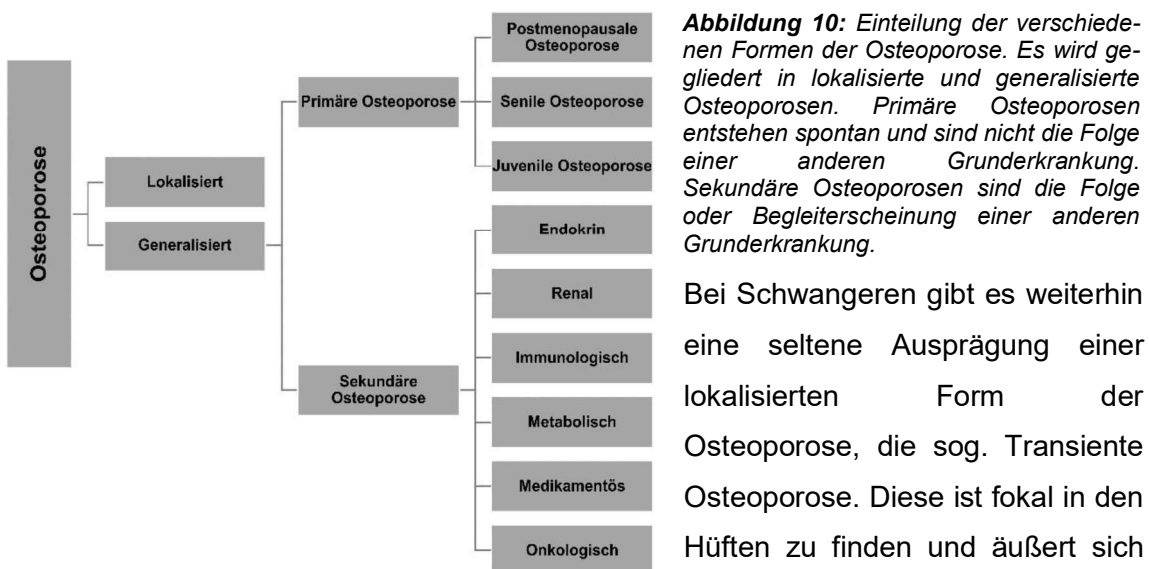 Osteoporose
Lokalisiert
Generalisiert
Primäre Osteoporose
Postmenopausale
Osteoporose
Senile Osteoporose
Juvenile Osteoporose
Sekundäre
Osteoporose
Endokrin
Renal
Immunologisch
Metabolisch
Medikamentös
Onkologisch
Abbildung 10: Einteilung der verschiede-
nen Formen der Osteoporose. Es wird ge-
gliedert in lokalisierte und generalisierte
Osteoporosen. Primäre Osteoporosen
entstehen spontan und sind nicht die Folge
einer anderen Grunderkrankung.
Sekundäre Osteoporosen sind die Folge
oder Begleiterscheinung einer anderen
Grunderkrankung.
Bei Schwangeren gibt es weiterhin
eine seltene Ausprägung einer
lokalisierten Form der
Osteoporose, die sog. Transiente
Osteoporose. Diese ist fokal in den
Hüften zu finden und äußert sich